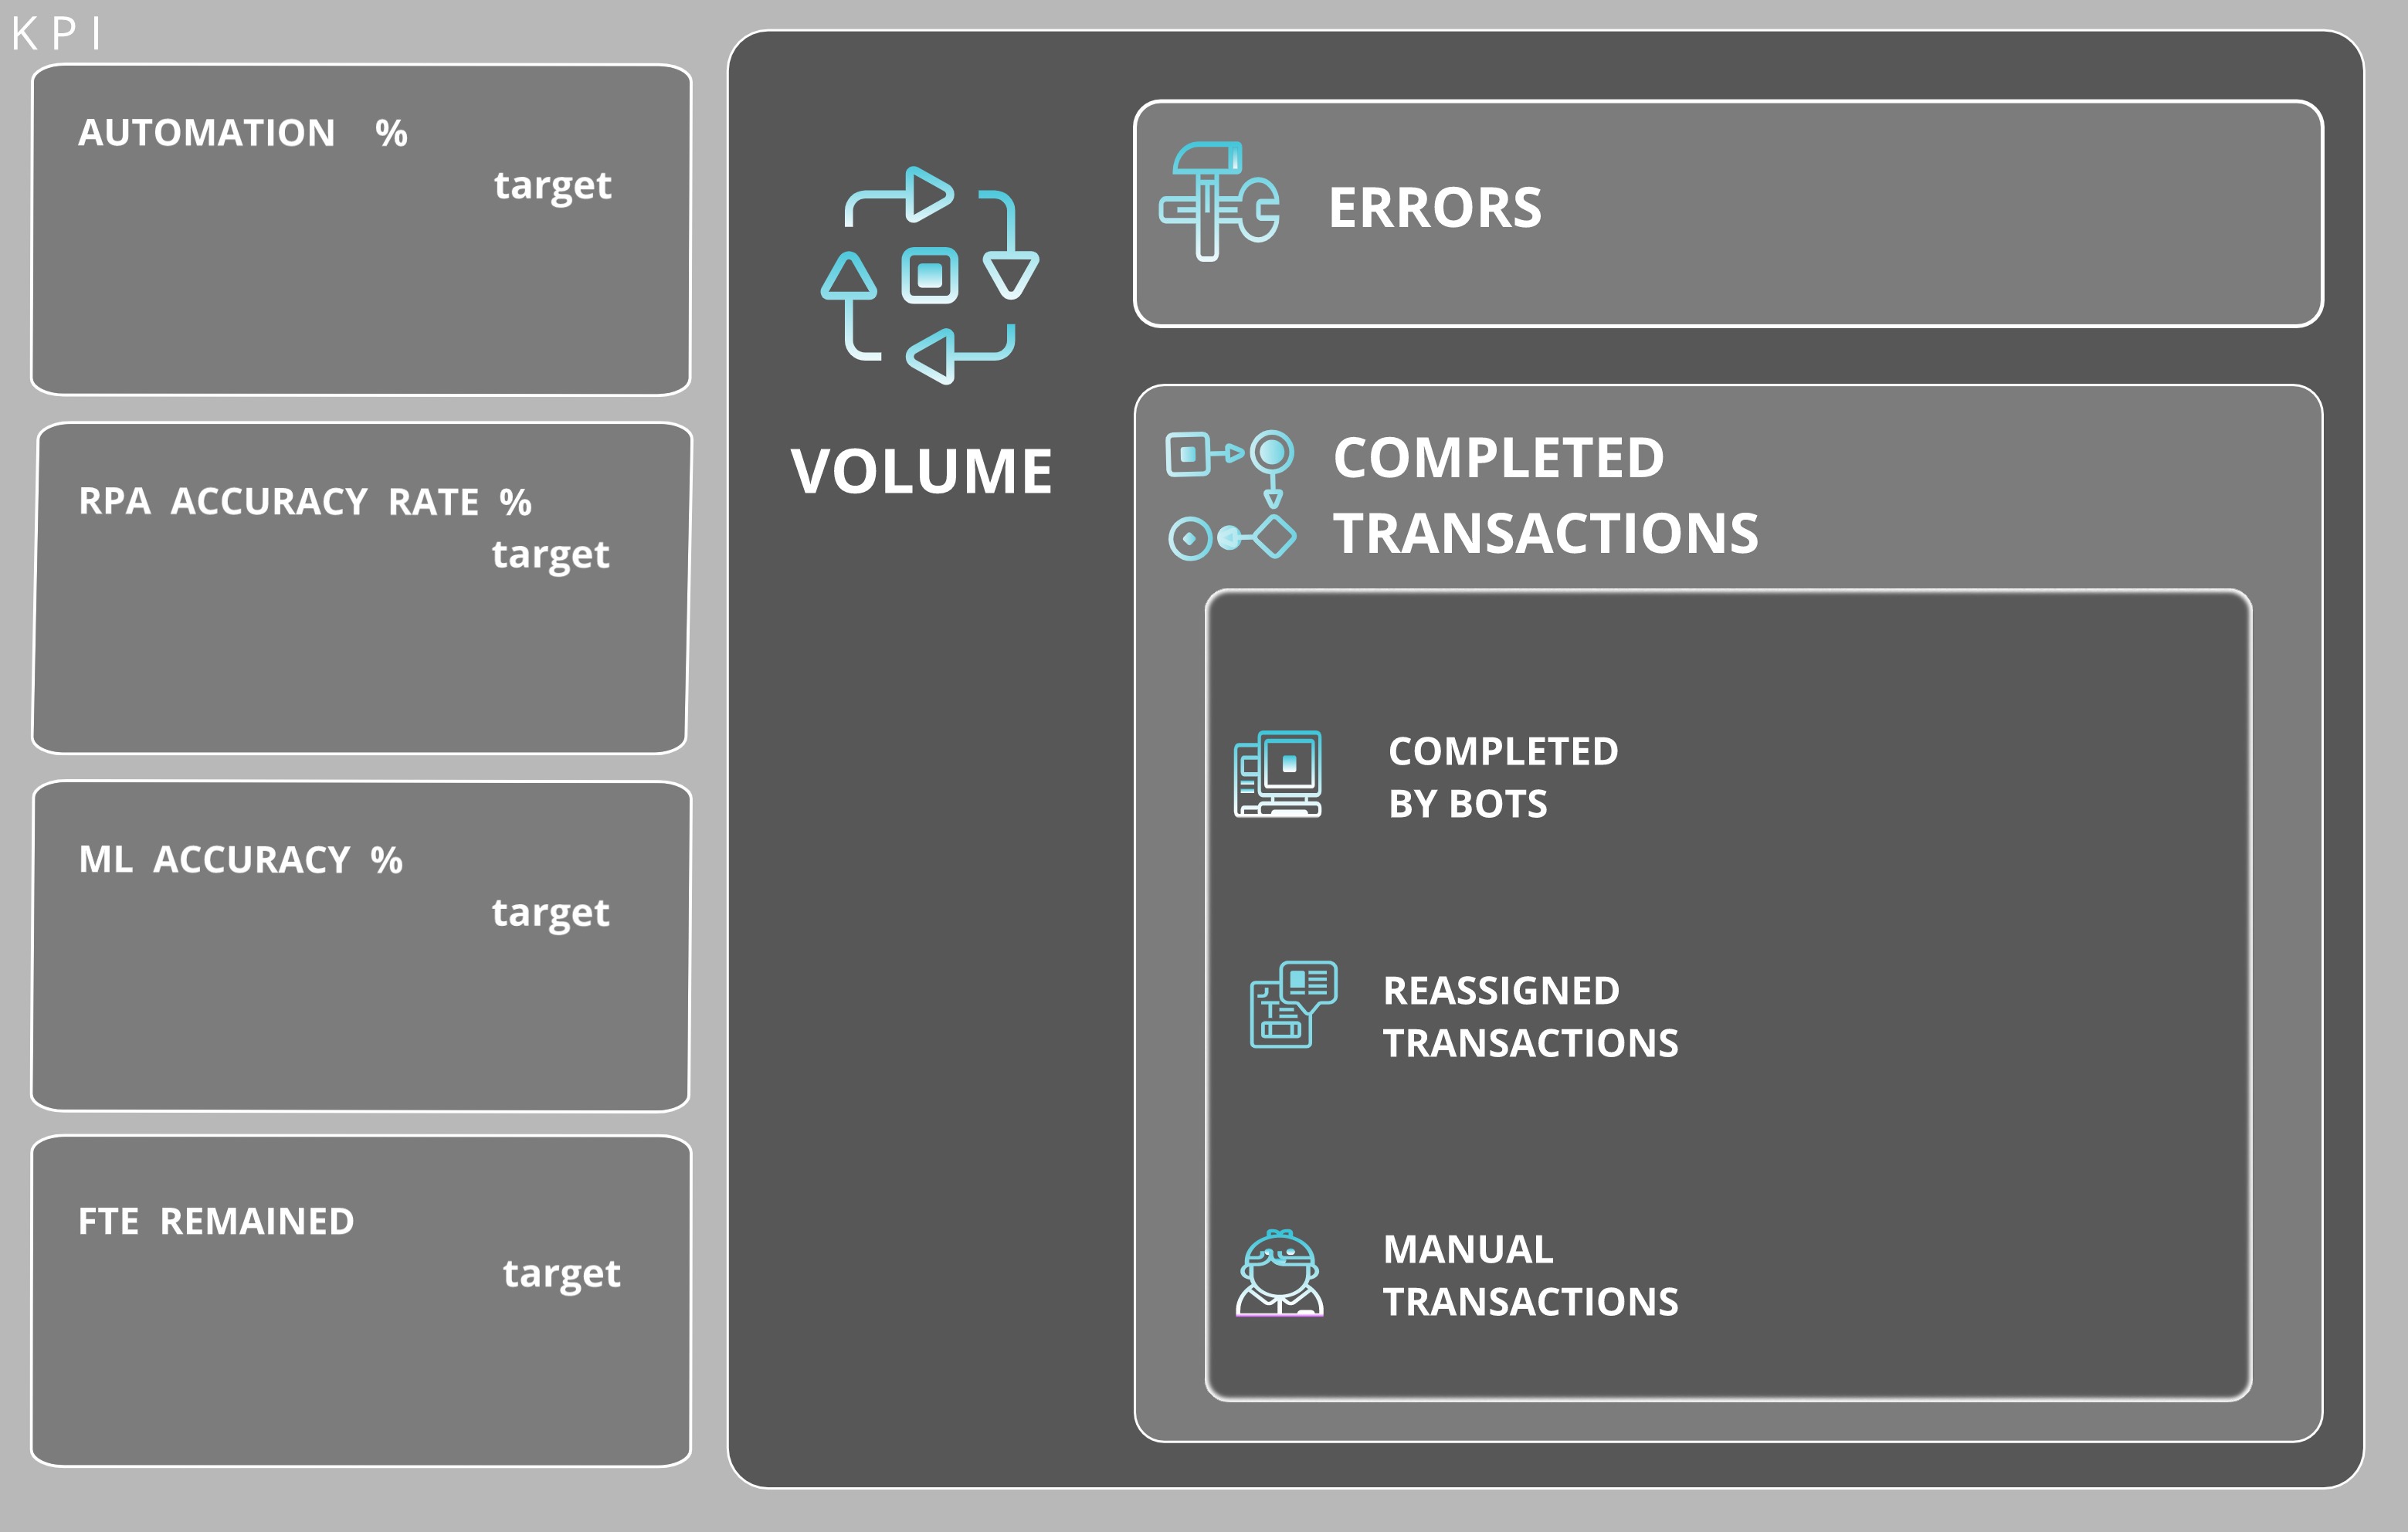 KPI
AUTOMATION %
target
RPA ACCURACY RATE %
target
ML ACCURACY %
target
FTE REMAINED
target
VOLUME
ERRORS
COMPLETED
TRANSACTIONS
COMPLETED
BY BOTS
REASSIGNED
TRANSACTIONS
MANUAL
TRANSACTIONS